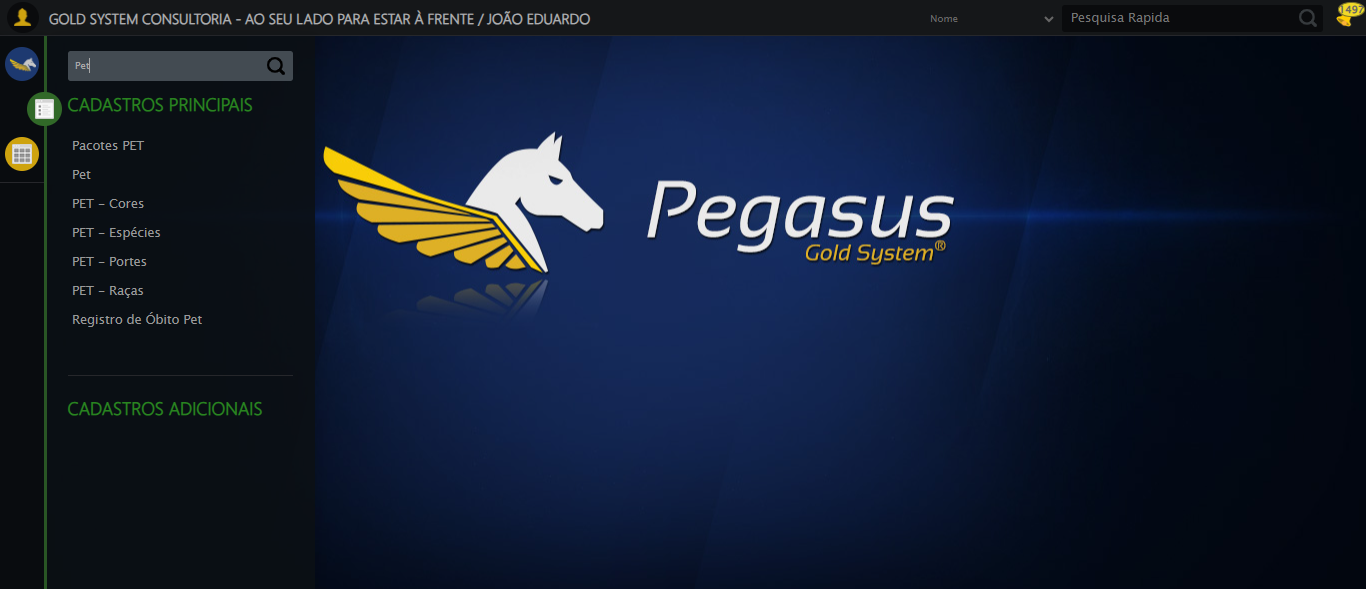 GOLD SYSTEM CONSULTORIA - AO SEU LADO PARA ESTAR À FRENTE / JOÃO EDUARDO
Nome
Pesquisa Rapida
1497
Pet
CADASTROS PRINCIPAIS
Pacotes PET
Pet
PET - Cores
PET - Espécies
PET - Portes
PET - Raças
Registro de Óbito Pet
CADASTROS ADICIONAIS
Pegasus
Gold System®